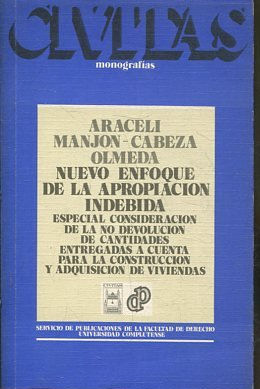 CIVITAS
monografías
ARACELI
MANJON-CABEZA
OLMEDA
NUEVO ENFOQUE
DE LA APROPIACION
INDEBIDA
ESPECIAL CONSIDERACION
DE LA NO DEVOLUCION
DE CANTIDADES
ENTREGADAS A CUENTA
PARA LA CONSTRUCCION
Y ADQUISICION DE VIVIENDAS
CIVITAS
dp
SERVICIO DE PUBLICACIONES DE LA FACULTAD DE DERECHO
UNIVERSIDAD COMPLUTENSE